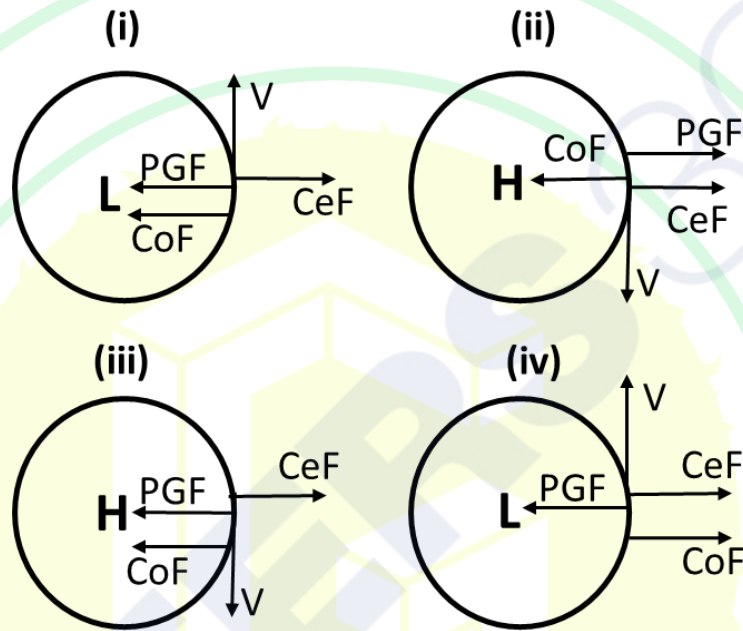 (i)
V
PGF
L
CeF
CoF
(ii)
PGF
CoF
H
CeF
V
(iii)
CeF
PGF
H
CoF
V
(iv)
V
CeF
PGF
L
CoF